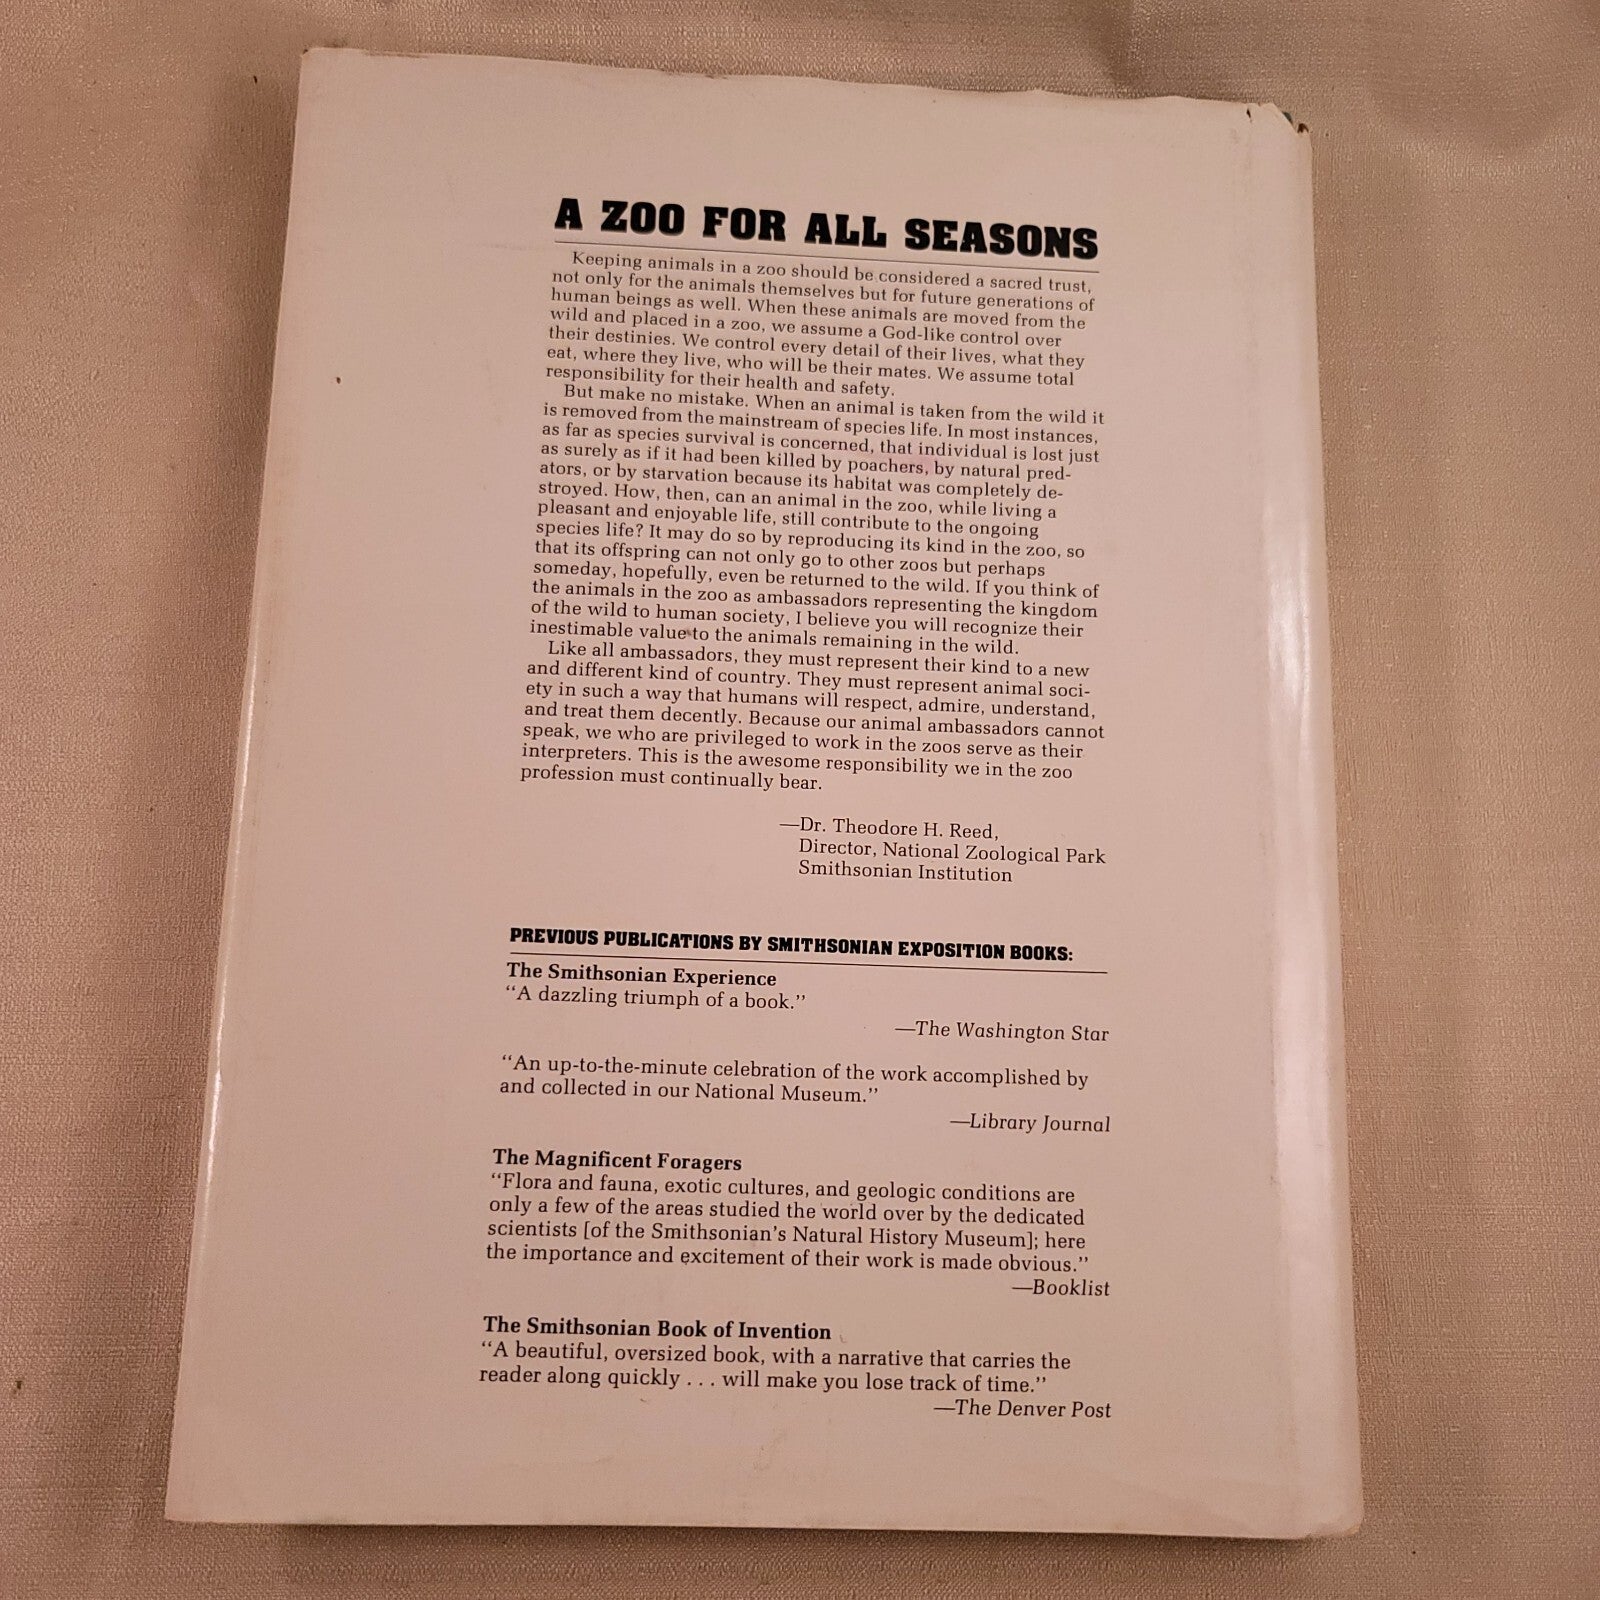 A ZOO FOR ALL SEASONS
Keeping animals in a zoo should be considered a sacred trust,
not only for the animals themselves but for future generations of
human beings as well. When these animals are moved from the
wild and placed in a zoo, we assume a God-like control over
their destinies. We control every detail of their lives, what they
eat, where they live, who will be their mates. We assume total
responsibility for their health and safety.
But make no mistake. When an animal is taken from the wild it
is removed from the mainstream of species life. In most instances,
as far as species survival is concerned, that individual is lost just
as surely as if it had been killed by poachers, by natural pred-
ators, or by starvation because its habitat was completely de-
stroyed. How, then, can an animal in the zoo, while living a
pleasant and enjoyable life, still contribute to the ongoing
species life? It may do so by reproducing its kind in the zoo, so
that its offspring can not only go to other zoos but perhaps
someday, hopefully, even be returned to the wild. If you think of
the animals in the zoo as ambassadors representing the kingdom
of the wild to human society, I believe you will recognize their
inestimable value to the animals remaining in the wild.
Like all ambassadors, they must represent their kind to a new
and different kind of country. They must represent animal soci-
ety in such a way that humans will respect, admire, understand,
and treat them decently. Because our animal ambassadors cannot
speak, we who are privileged to work in the zoos serve as their
interpreters. This is the awesome responsibility we in the zoo
profession must continually bear.
—Dr. Theodore H. Reed,
Director, National Zoological Park
Smithsonian Institution
PREVIOUS PUBLICATIONS BY SMITHSONIAN EXPOSITION BOOKS:
The Smithsonian Experience
“A dazzling triumph of a book.”
—The Washington Star
“An up-to-the-minute celebration of the work accomplished by
and collected in our National Museum.”
—Library Journal
The Magnificent Foragers
“Flora and fauna, exotic cultures, and geologic conditions are
only a few of the areas studied the world over by the dedicated
scientists [of the Smithsonian's Natural History Museum]; here
the importance and excitement of their work is made obvious.”
—Booklist
The Smithsonian Book of Invention
“A beautiful, oversized book, with a narrative that carries the
reader along quickly . . . will make you lose track of time.”
—The Denver Post